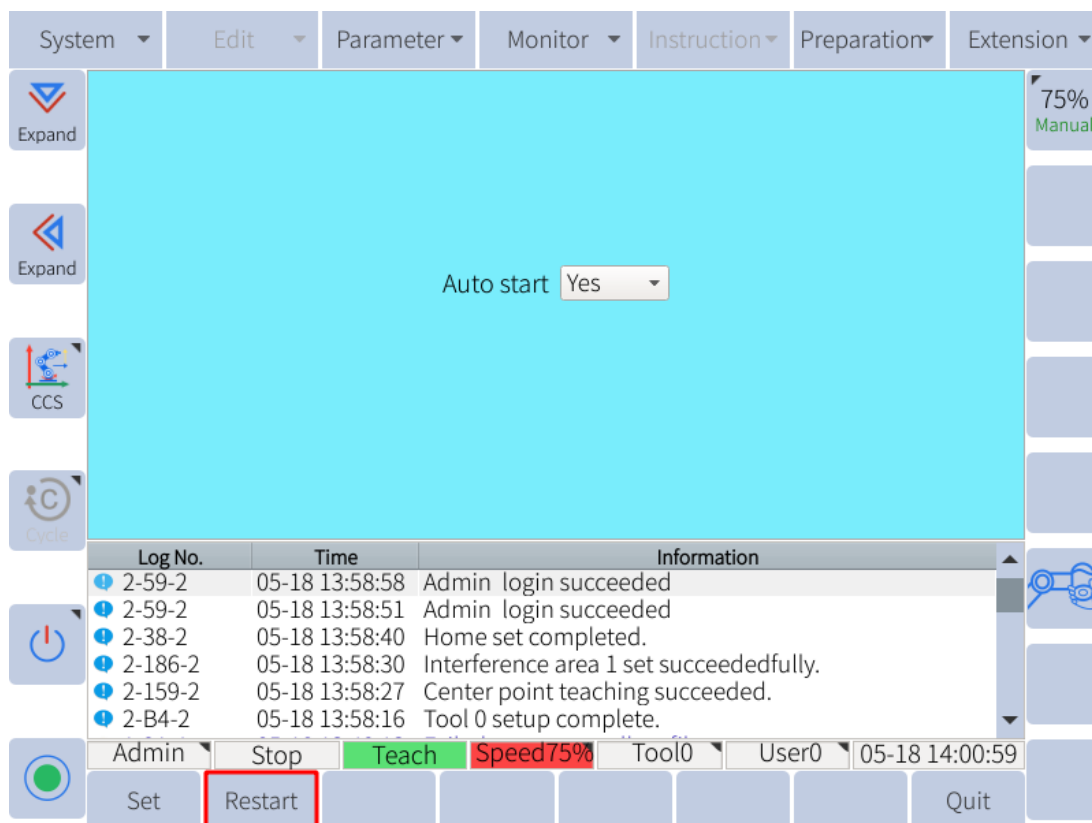 System Edit Parameter Monitor Instruction Preparation Extension
Expand
75%
Manual
Expand
Auto start Yes
CCS
Cycle
Log No. Time Information
2-59-2 05-18 13:58:58 Admin login succeeded
2-59-2 05-18 13:58:51 Admin login succeeded
2-38-2 05-18 13:58:40 Home set completed.
2-186-2 05-18 13:58:30 Interference area 1 set succeededfully.
2-159-2 05-18 13:58:27 Center point teaching succeeded.
2-B4-2 05-18 13:58:16 Tool 0 setup complete.
Admin Stop Teach Speed75% Tool0 User0 05-18 14:00:59
Set Restart Quit